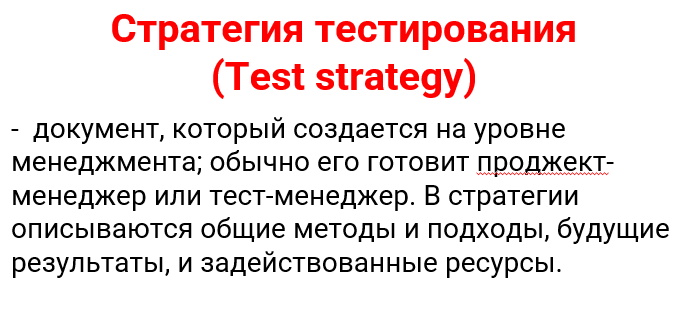 Стратегия тестирования
(Test strategy)
- документ, который создается на уровне
менеджмента; обычно его готовит проджект-
менеджер или тест-менеджер. В стратегии
описываются общие методы и подходы, будущие
результаты, и задействованные ресурсы.